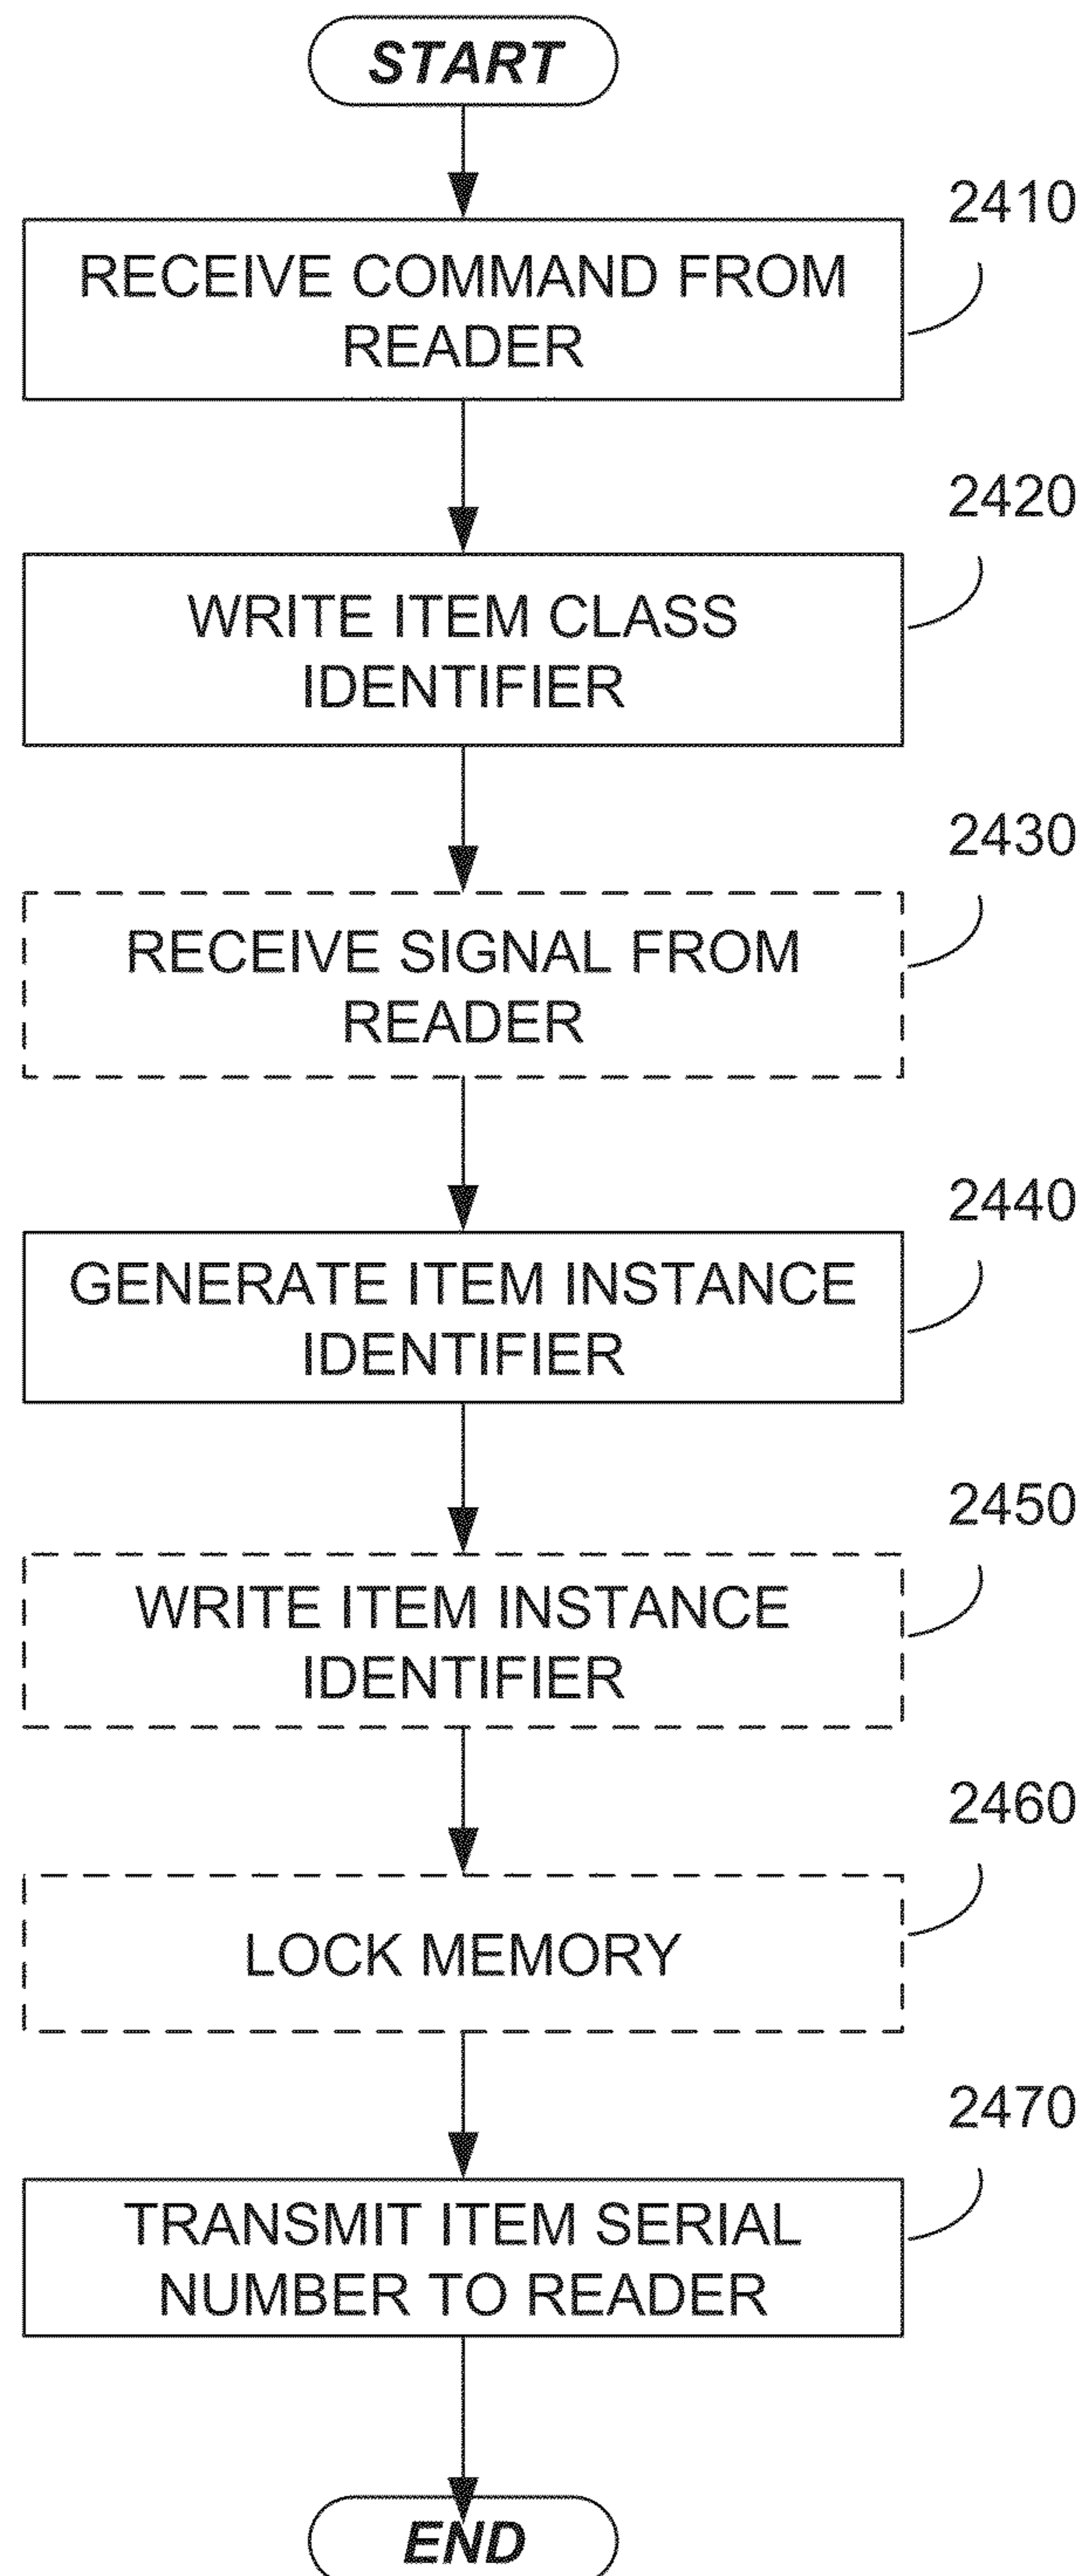 START
2410
RECEIVE COMMAND FROM
READER
2420
WRITE ITEM CLASS
IDENTIFIER
2430
RECEIVE SIGNAL FROM
READER
2440
GENERATE ITEM INSTANCE
IDENTIFIER
2450
WRITE ITEM INSTANCE
IDENTIFIER
2460
LOCK MEMORY
2470
TRANSMIT ITEM SERIAL
NUMBER TO READER
END